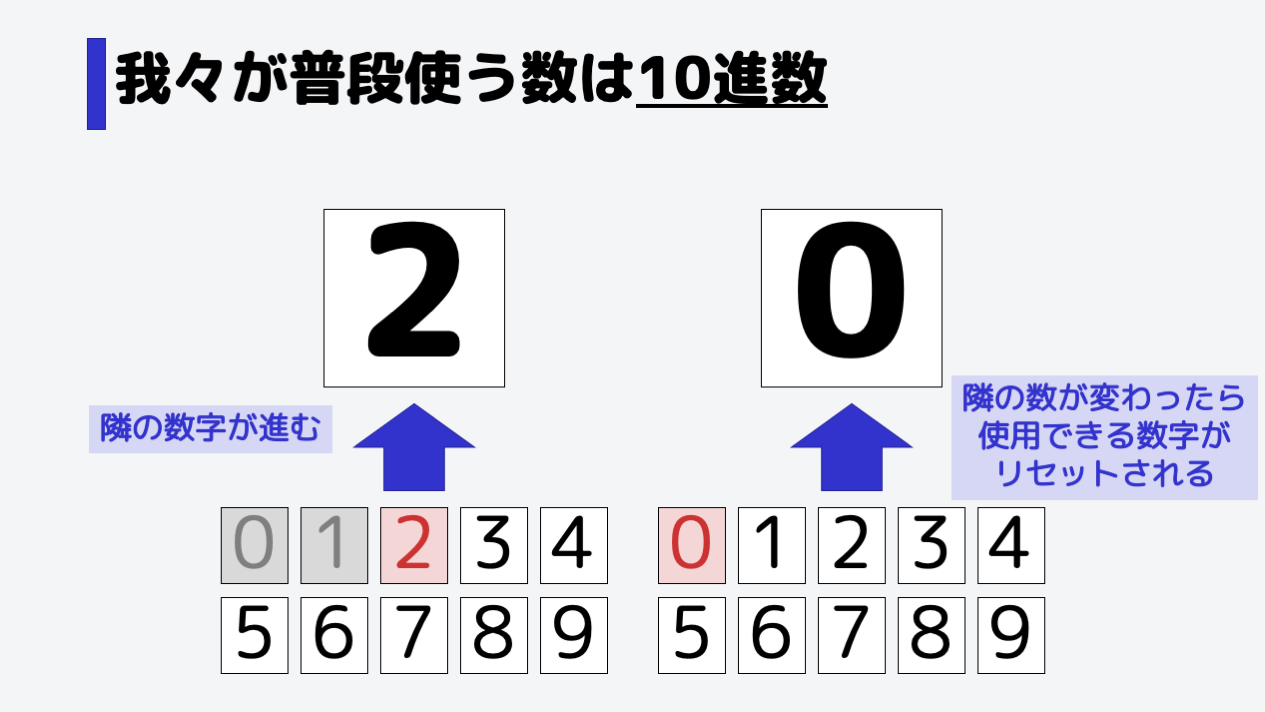 我々が普段使う数は10進数
2 0
隣の数字が進む
隣の数が変わったら
使用できる数字が
リセットされる
0 1 2 3 4
5 6 7 8 9
0 1 2 3 4
5 6 7 8 9